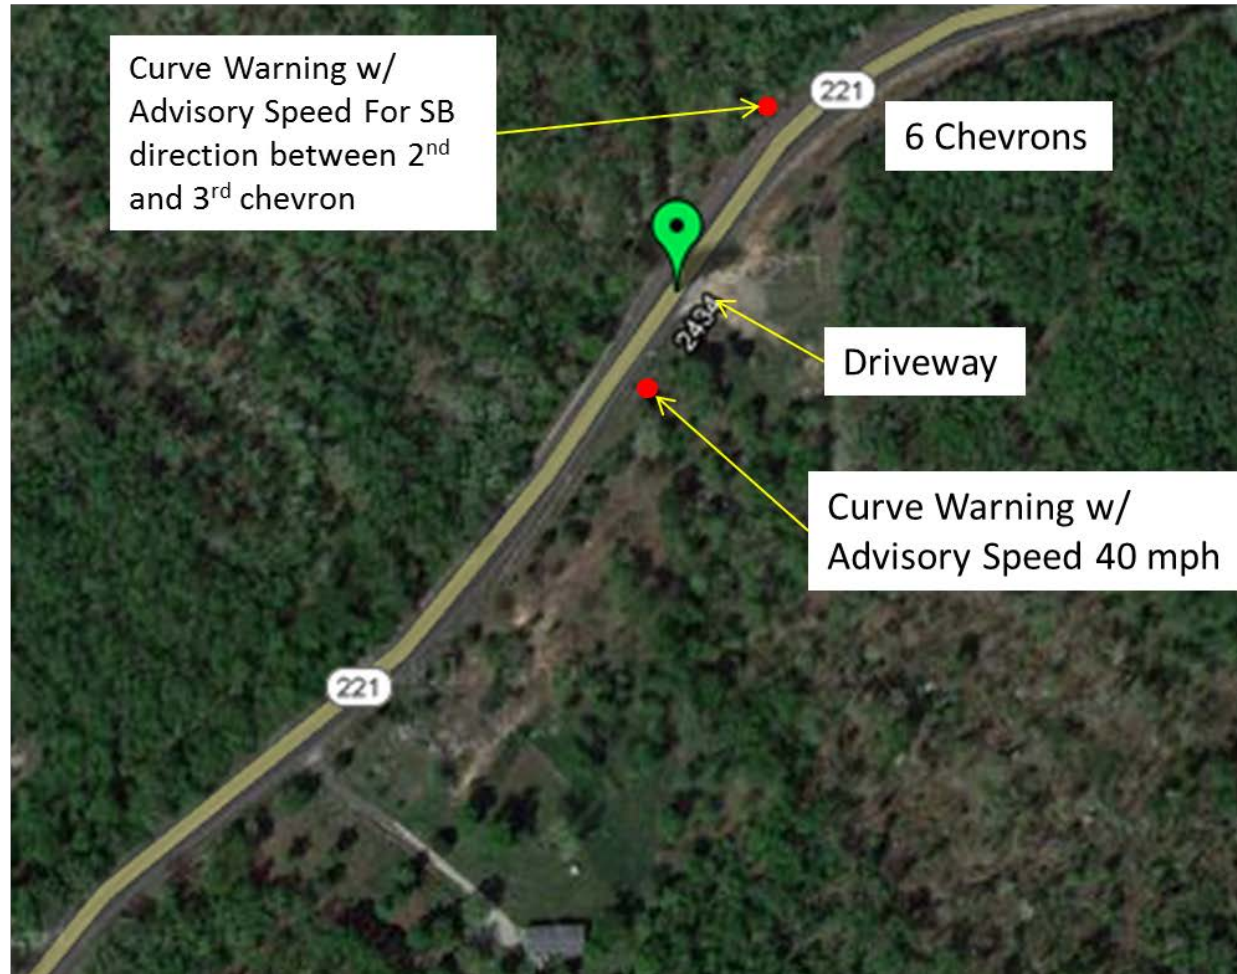 Curve Warning w/
Advisory Speed For SB
direction between 2nd
and 3rd chevron
221
6 Chevrons
2434
Driveway
Curve Warning w/
Advisory Speed 40 mph
221